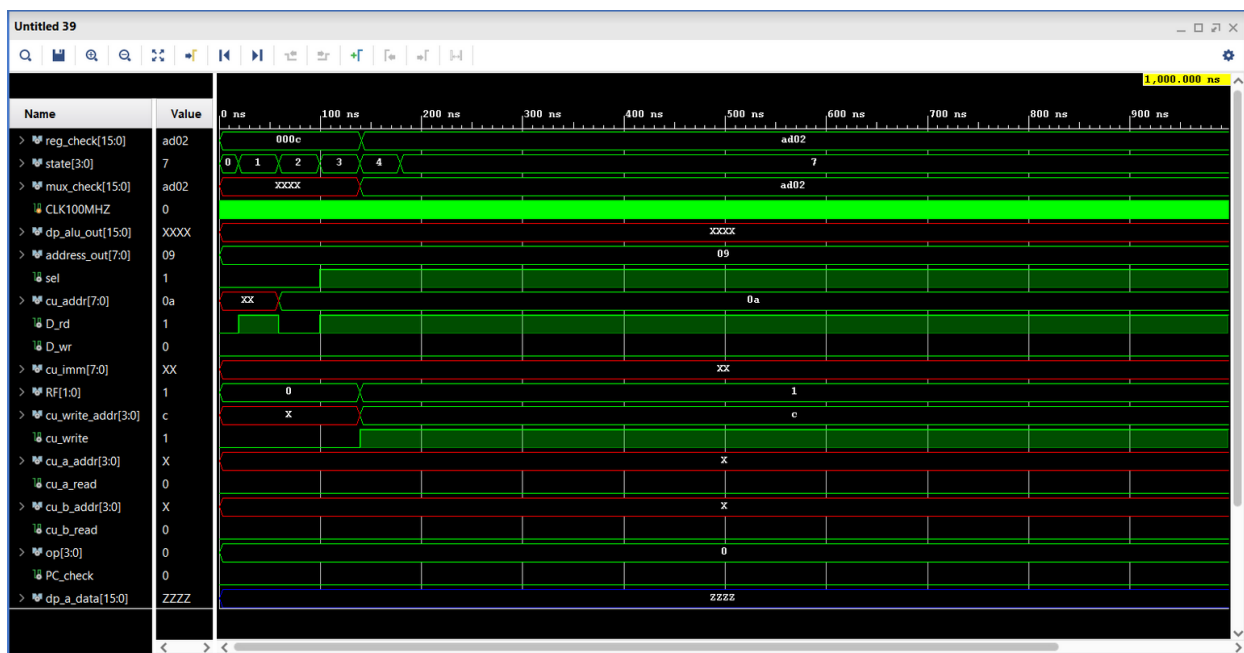 Untitled 39
1,000.000 ns
Name Value 0 ns 100 ns 200 ns 300 ns 400 ns 500 ns 600 ns 700 ns 800 ns 900 ns
reg_check[15:0] ad02 000c ad02
state[3:0] 7 0 1 2 3 4 7
mux_check[15:0] ad02 XXXX ad02
CLK100MHZ 0
dp_alu_out[15:0] XXXX XXXX
address_out[7:0] 09 09
sel 1
cu_addr[7:0] 0a XX 0a
D_rd 1
D_wr 0
cu_imm[7:0] XX XX
RF[1:0] 1 0 1
cu_write_addr[3:0] c X c
cu_write 1
cu_a_addr[3:0] X X
cu_a_read 0
cu_b_addr[3:0] X X
cu_b_read 0
op[3:0] 0 0
PC_check 0
dp_a_data[15:0] ZZZZ ZZZZ